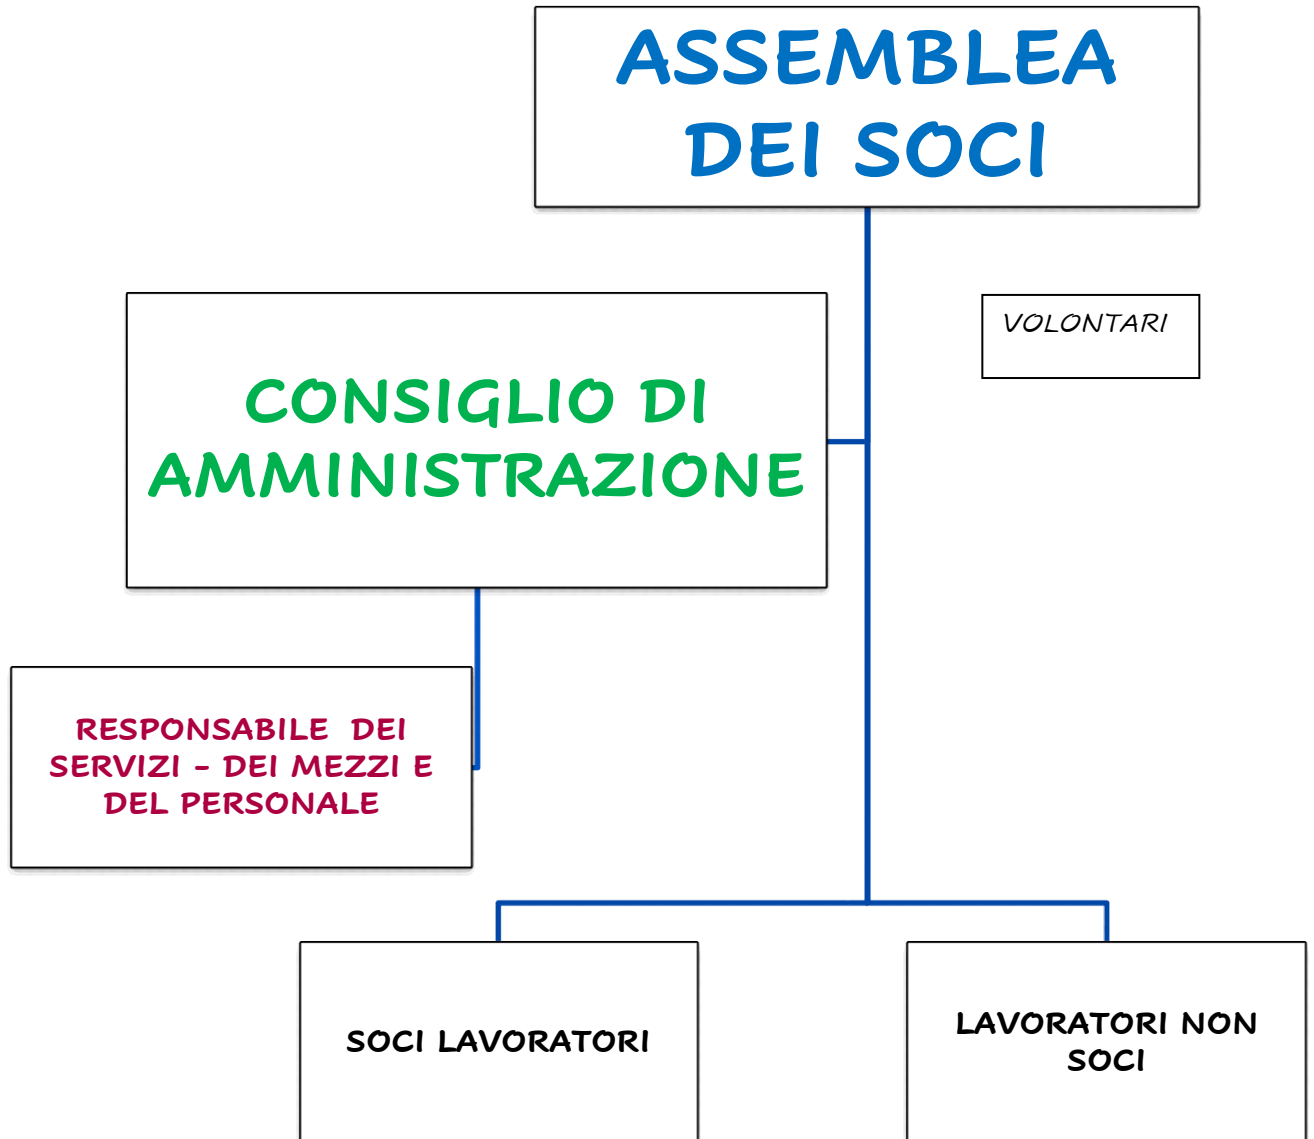 ASSEMBLEA
DEI SOCI
VOLONTARI
CONSIGLIO DI
AMMINISTRAZIONE
RESPONSABILE DEI
SERVIZI - DEI MEZZI E
DEL PERSONALE
SOCI LAVORATORI
LAVORATORI NON
SOCI